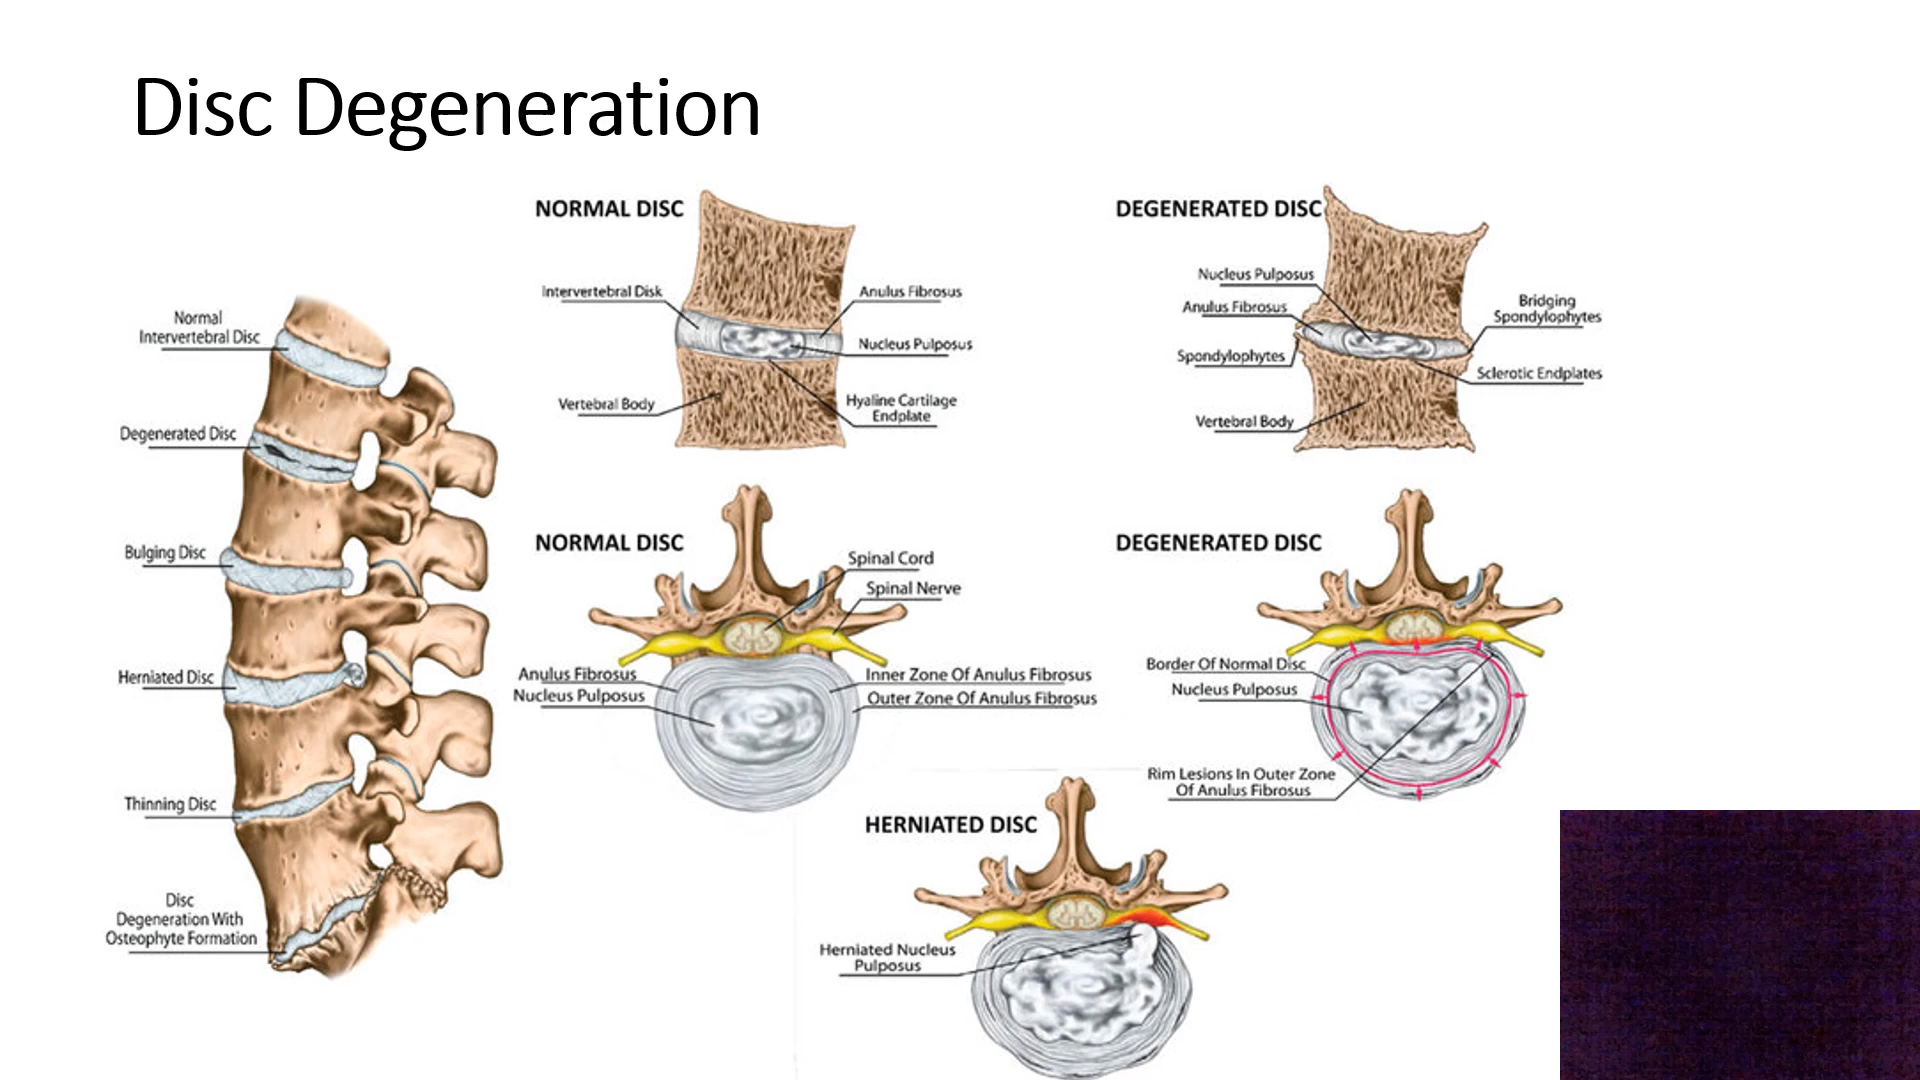 Disc Degeneration
Normal
Intervertebral Disc
Degenerated Disc
Bulging Disc
Herniated Disc
Thinning Disc
Disc
Degeneration With
Osteophyte Formation
NORMAL DISC
Intervertebral Disk
Anulus Fibrosus
Nucleus Pulposus
Vertebral Body
Hyaline Cartilage
Endplate
DEGENERATED DISC
Nucleus Pulposus
Anulus Fibrosus
Bridging
Spondylophytes
Spondylophytes
Sclerotic Endplates
Vertebral Body
NORMAL DISC
Spinal Cord
Spinal Nerve
Anulus Fibrosus
Nucleus Pulposus
Inner Zone Of Anulus Fibrosus
Outer Zone Of Anulus Fibrosus
DEGENERATED DISC
Border Of Normal Disc
Nucleus Pulposus
Rim Lesions In Outer Zone
Of Anulus Fibrosus
HERNIATED DISC
Herniated Nucleus
Pulposus